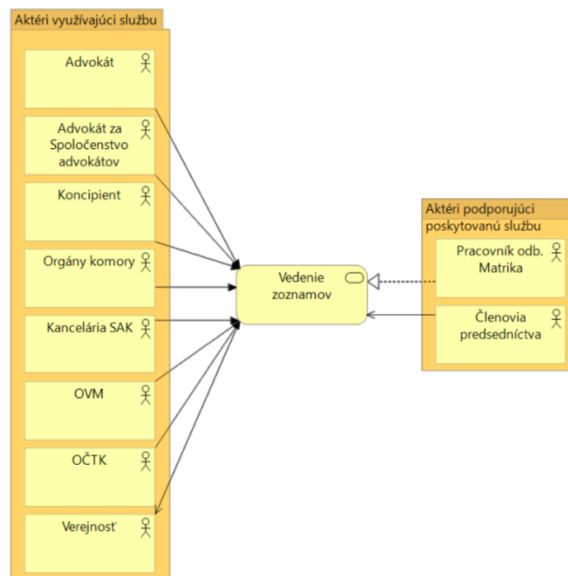 Aktéri využívajúci službu
Advokát
Advokát za
Spoločenstvo
advokátov
Koncipient
Orgány komory
Kancelária SAK
OVM
OČTK
Verejnosť
Vedenie
zoznamov
Aktéri podporujúci
poskytovanú službu
Pracovník odb.
Matrika
Členovia
predsedníctva